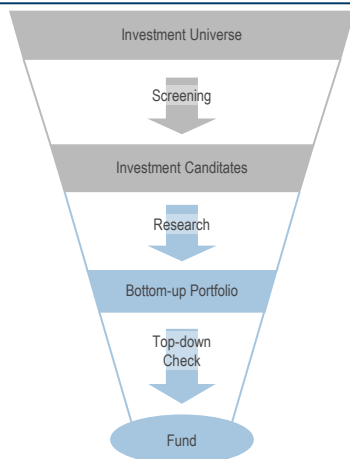 Investment Universe
Screening
Investment Canditates
Research
Bottom-up Portfolio
Top-down
Check
Fund